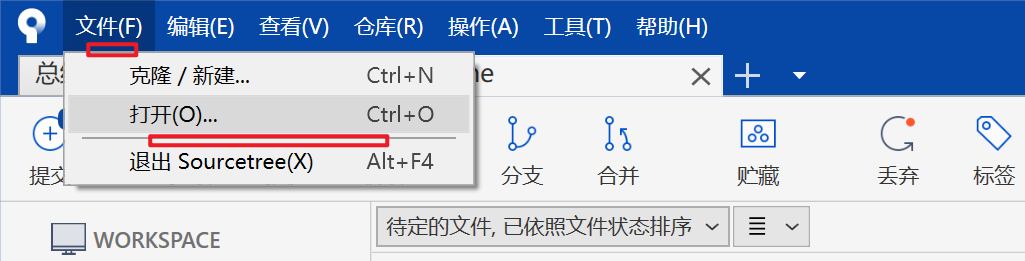 文件(F) 编辑(E) 查看(V) 仓库(R) 操作(A) 工具(T) 帮助(H)
克隆 / 新建... Ctrl+N
打开(O)... Ctrl+O
退出 Sourcetree(X) Alt+F4
提交 分支 合并 贮藏 丢弃 标签
WORKSPACE
待定的文件, 已依照文件状态排序